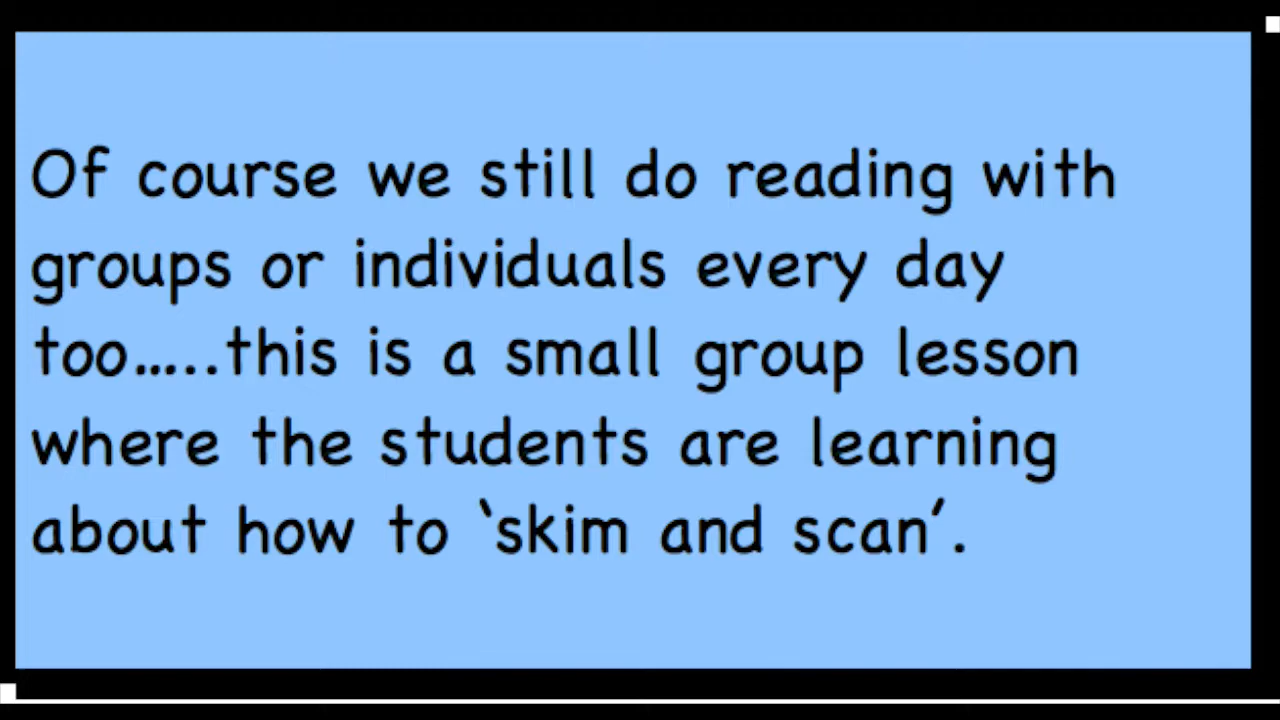 Of course we still do reading with
groups or individuals every day
too.....this is a small group lesson
where the students are learning
about how to ‘skim and scan’.